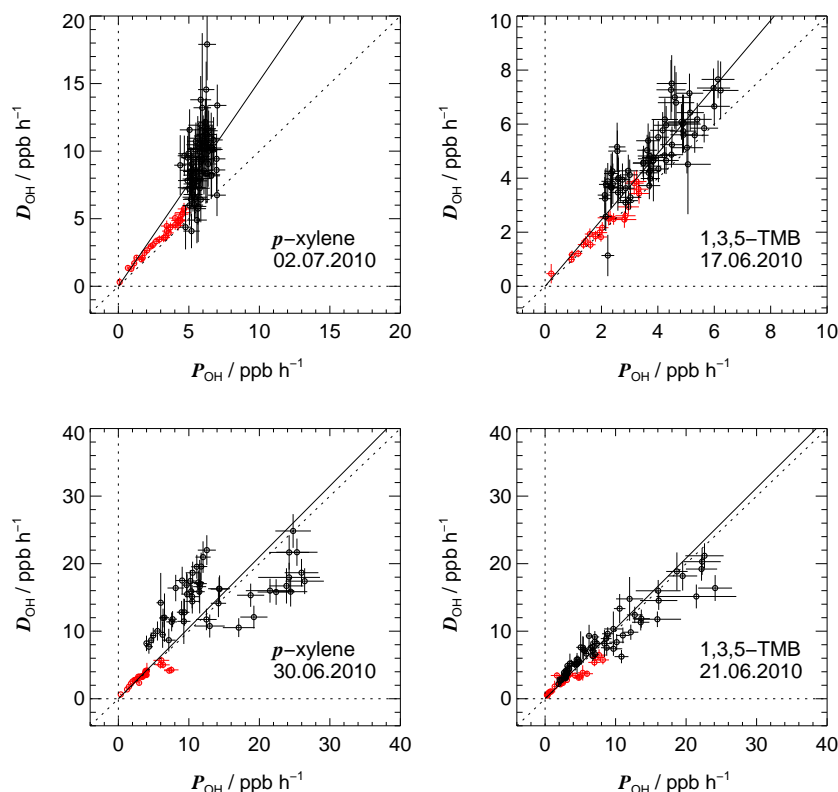 20
15
10
5
0
D_OH / ppb h⁻¹
p−xylene
02.07.2010
0 5 10 15 20
P_OH / ppb h⁻¹
10
8
6
4
2
0
D_OH / ppb h⁻¹
1,3,5−TMB
17.06.2010
0 2 4 6 8 10
P_OH / ppb h⁻¹
40
30
20
10
0
D_OH / ppb h⁻¹
p−xylene
30.06.2010
0 10 20 30 40
P_OH / ppb h⁻¹
40
30
20
10
0
D_OH / ppb h⁻¹
1,3,5−TMB
21.06.2010
0 10 20 30 40
P_OH / ppb h⁻¹